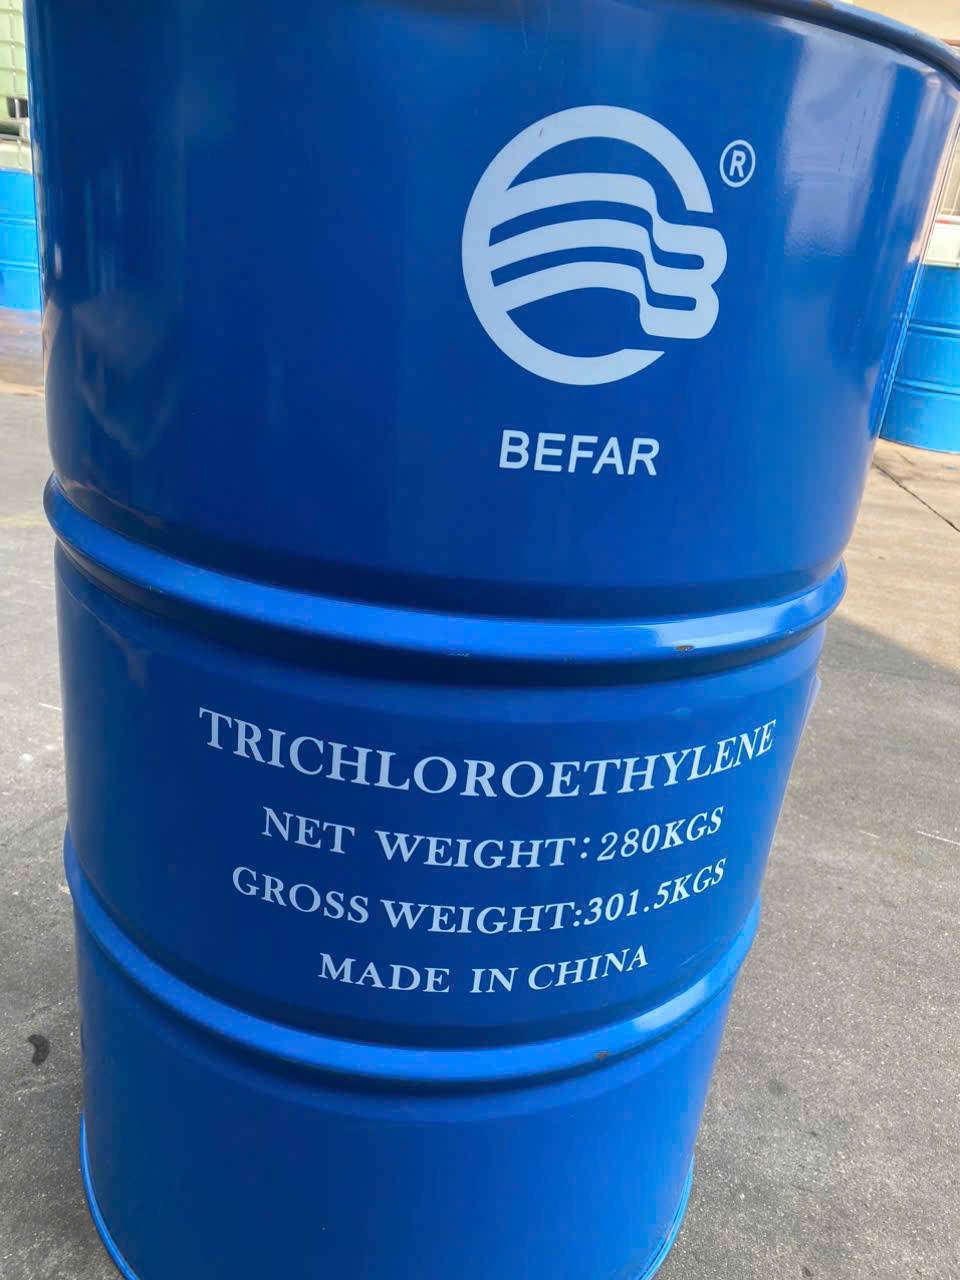 ®
BEFAR
TRICHLOROETHYLENE
NET WEIGHT:280KGS
GROSS WEIGHT:301.5KGS
MADE IN CHINA